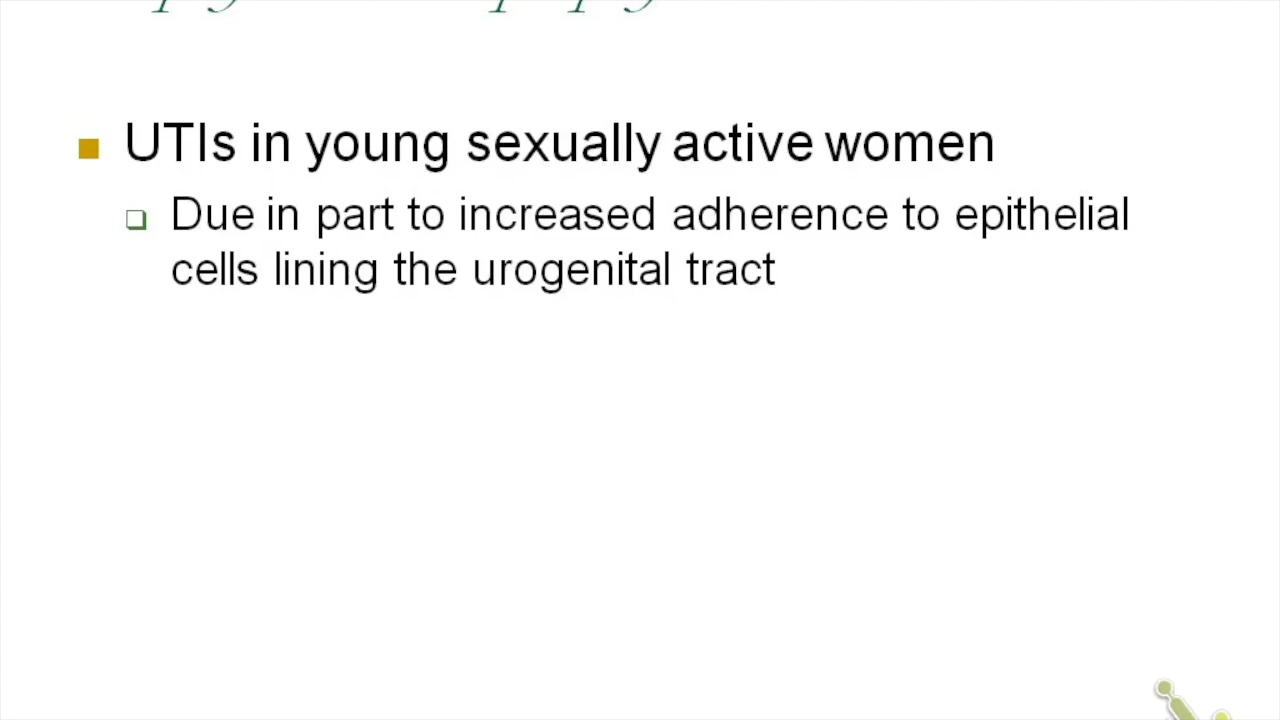 UTIs in young sexually active women
Due in part to increased adherence to epithelial
cells lining the urogenital tract